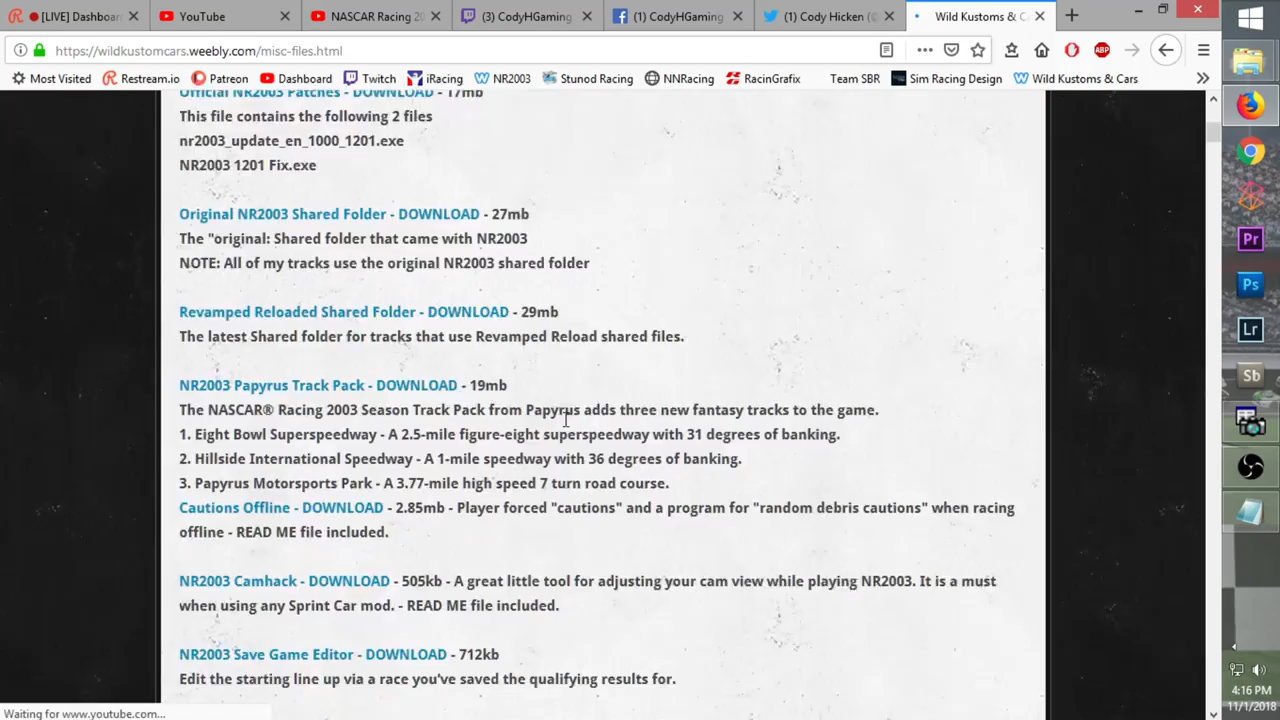 [LIVE] Dashboar
YouTube
NASCAR Racing 20
(3) CodyHGaming
(1) CodyHGaming
(1) Cody Hicken (@
Wild Kustoms & C
https://wildkustomcars.weebly.com/misc-files.html
Most Visited
Restream.io
Patreon
Dashboard
Twitch
iRacing
NR2003
Stunod Racing
NNRacing
RacinGrafix
Team SBR
Sim Racing Design
Wild Kustoms & Cars
ABP
Official NR2003 Patches - DOWNLOAD - 17mb
This file contains the following 2 files
nr2003_update_en_1000_1201.exe
NR2003 1201 Fix.exe
Original NR2003 Shared Folder - DOWNLOAD - 27mb
The "original: Shared folder that came with NR2003
NOTE: All of my tracks use the original NR2003 shared folder
Revamped Reloaded Shared Folder - DOWNLOAD - 29mb
The latest Shared folder for tracks that use Revamped Reload shared files.
NR2003 Papyrus Track Pack - DOWNLOAD - 19mb
The NASCAR® Racing 2003 Season Track Pack from Papyrus adds three new fantasy tracks to the game.
1. Eight Bowl Superspeedway - A 2.5-mile figure-eight superspeedway with 31 degrees of banking.
2. Hillside International Speedway - A 1-mile speedway with 36 degrees of banking.
3. Papyrus Motorsports Park - A 3.77-mile high speed 7 turn road course.
Cautions Offline - DOWNLOAD - 2.85mb - Player forced "cautions" and a program for "random debris cautions" when racing
offline - READ ME file included.
NR2003 Camhack - DOWNLOAD - 505kb - A great little tool for adjusting your cam view while playing NR2003. It is a must
when using any Sprint Car mod. - READ ME file included.
NR2003 Save Game Editor - DOWNLOAD - 712kb
Edit the starting line up via a race you've saved the qualifying results for.
Waiting for www.youtube.com...
Pr
Ps
Lr
Sb
4:16 PM
11/1/2018